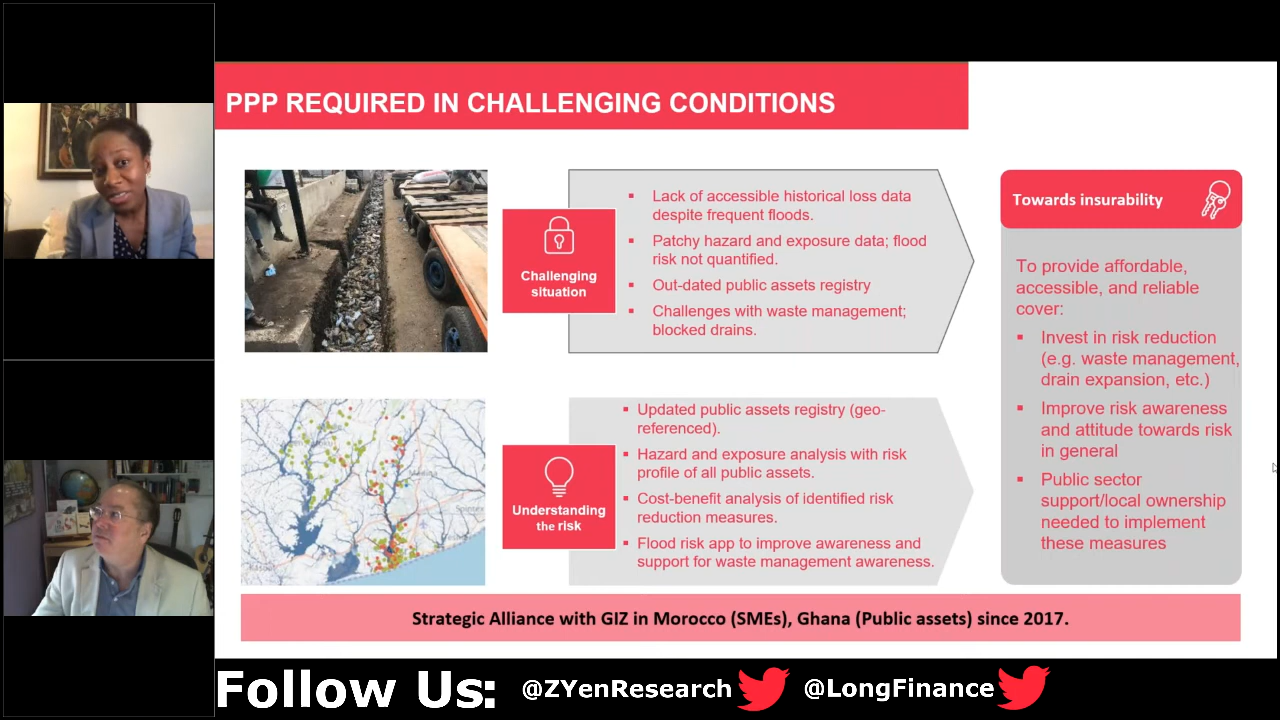 PPP REQUIRED IN CHALLENGING CONDITIONS
Challenging
situation
▪ Lack of accessible historical loss data
despite frequent floods.
▪ Patchy hazard and exposure data; flood
risk not quantified.
▪ Out-dated public assets registry
▪ Challenges with waste management;
blocked drains.
Understanding
the risk
▪ Updated public assets registry (geo-
referenced).
▪ Hazard and exposure analysis with risk
profile of all public assets.
▪ Cost-benefit analysis of identified risk
reduction measures.
▪ Flood risk app to improve awareness and
support for waste management awareness.
Towards insurability
To provide affordable,
accessible, and reliable
cover:
▪ Invest in risk reduction
(e.g. waste management,
drain expansion, etc.)
▪ Improve risk awareness
and attitude towards risk
in general
▪ Public sector
support/local ownership
needed to implement
these measures
Strategic Alliance with GIZ in Morocco (SMEs), Ghana (Public assets) since 2017.
Follow Us: @ZYenResearch @LongFinance